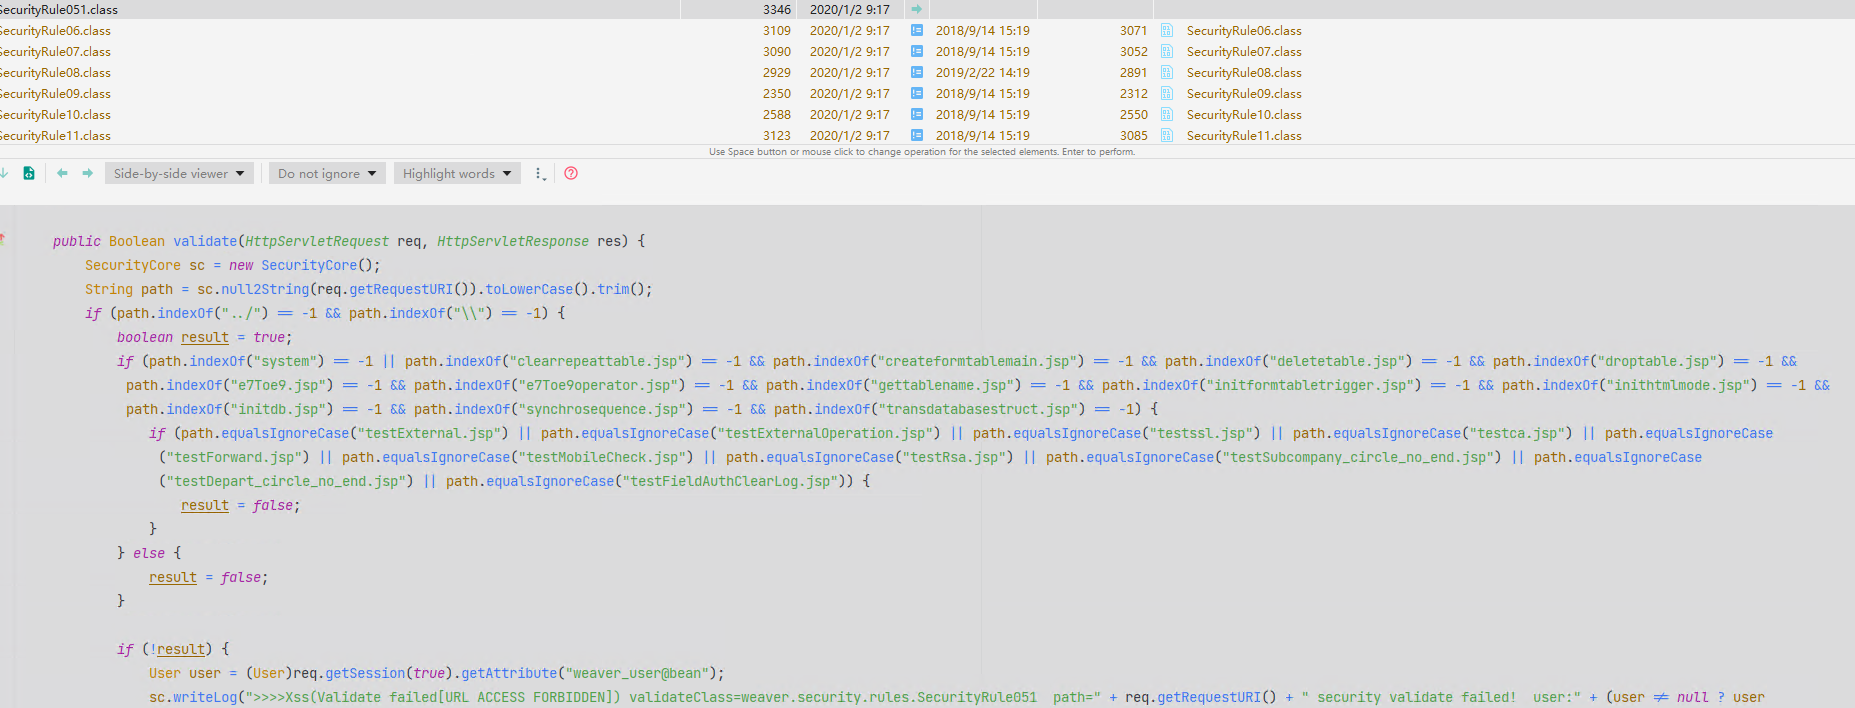 SecurityRule051.class 3346 2020/1/2 9:17
SecurityRule06.class 3109 2020/1/2 9:17 2018/9/14 15:19 3071 SecurityRule06.class
SecurityRule07.class 3090 2020/1/2 9:17 2018/9/14 15:19 3052 SecurityRule07.class
SecurityRule08.class 2929 2020/1/2 9:17 2019/2/22 14:19 2891 SecurityRule08.class
SecurityRule09.class 2350 2020/1/2 9:17 2018/9/14 15:19 2312 SecurityRule09.class
SecurityRule10.class 2588 2020/1/2 9:17 2018/9/14 15:19 2550 SecurityRule10.class
SecurityRule11.class 3123 2020/1/2 9:17 2018/9/14 15:19 3085 SecurityRule11.class
Use Space button or mouse click to change operation for the selected elements. Enter to perform.
Side-by-side viewer Do not ignore Highlight words
public Boolean validate(HttpServletRequest req, HttpServletResponse res) {
SecurityCore sc = new SecurityCore();
String path = sc.null2String(req.getRequestURI()).toLowerCase().trim();
if (path.indexOf("../") == -1 && path.indexOf("\\") == -1) {
boolean result = true;
if (path.indexOf("system") == -1 || path.indexOf("clearrepeattable.jsp") == -1 && path.indexOf("createformtablemain.jsp") == -1 && path.indexOf("deletetable.jsp") == -1 && path.indexOf("droptable.jsp") == -1 &&
path.indexOf("e7Toe9.jsp") == -1 && path.indexOf("e7Toe9operator.jsp") == -1 && path.indexOf("gettablename.jsp") == -1 && path.indexOf("initformtabletrigger.jsp") == -1 && path.indexOf("inithtmlmode.jsp") == -1 &&
path.indexOf("initdb.jsp") == -1 && path.indexOf("synchrosequence.jsp") == -1 && path.indexOf("transdatabasestruct.jsp") == -1) {
if (path.equalsIgnoreCase("testExternal.jsp") || path.equalsIgnoreCase("testExternalOperation.jsp") || path.equalsIgnoreCase("testssl.jsp") || path.equalsIgnoreCase("testca.jsp") || path.equalsIgnoreCase
("testForward.jsp") || path.equalsIgnoreCase("testMobileCheck.jsp") || path.equalsIgnoreCase("testRsa.jsp") || path.equalsIgnoreCase("testSubcompany_circle_no_end.jsp") || path.equalsIgnoreCase
("testDepart_circle_no_end.jsp") || path.equalsIgnoreCase("testFieldAuthClearLog.jsp")) {
result = false;
}
} else {
result = false;
}
if (!result) {
User user = (User)req.getSession(true).getAttribute("weaver_user@bean");
sc.writeLog(">>>>Xss(Validate failed[URL ACCESS FORBIDDEN]) validateClass=weaver.security.rules.SecurityRule051  path=" + req.getRequestURI() + " security validate failed!  user:" + (user != null ? user